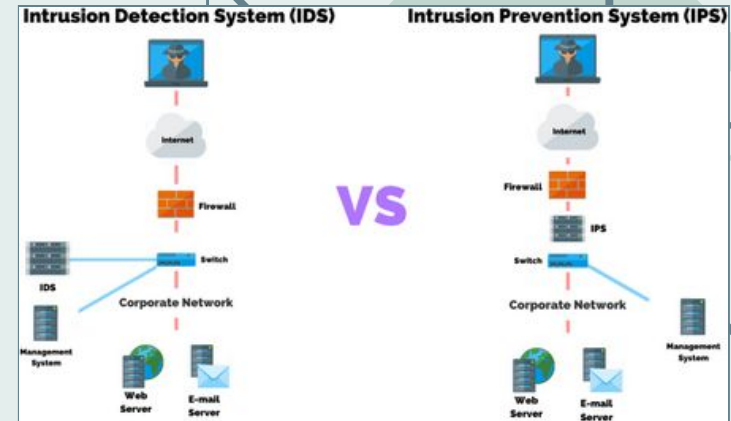 Intrusion Detection System (IDS)
Internet
Firewall
Switch
IDS
Corporate Network
Management
System
Web
Server
E-mail
Server
VS
Intrusion Prevention System (IPS)
Internet
Firewall
IPS
Switch
Corporate Network
Management
System
Web
Server
E-mail
Server